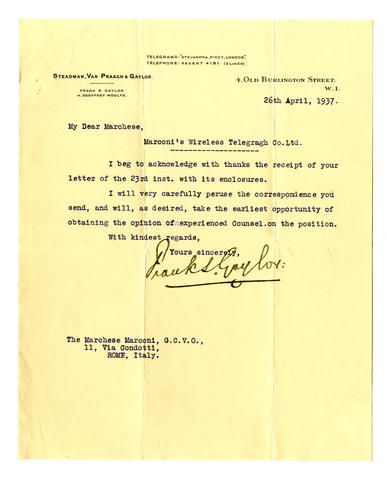 TELEGRAMS-"STEVANPRA, PICCY, LONDON".
TELEPHONE-REGENT 4181 (3 LINES)
STEADMAN, VAN PRAAGH & GAYLOR.
FRANK S. GAYLOR.
H. GEOFFREY WOOLFE.
4, OLD BURLINGTON STREET.
W. 1.
26th April, 1937.
My Dear Marchese,
Marconi's Wireless Telegragh Co.Ltd.
I beg to acknowledge with thanks the receipt of your
letter of the 23rd inst. with its enclosures.
I will very carefully peruse the correspondence you
send, and will, as desired, take the earliest opportunity of
obtaining the opinion of experienced Counsel.on the position.
With kindest regards,
Yours sincerely,
Frank S. Gaylor:
The Marchese Marconi, G.C.V.O.,
11, Via Condotti,
ROME, Italy.